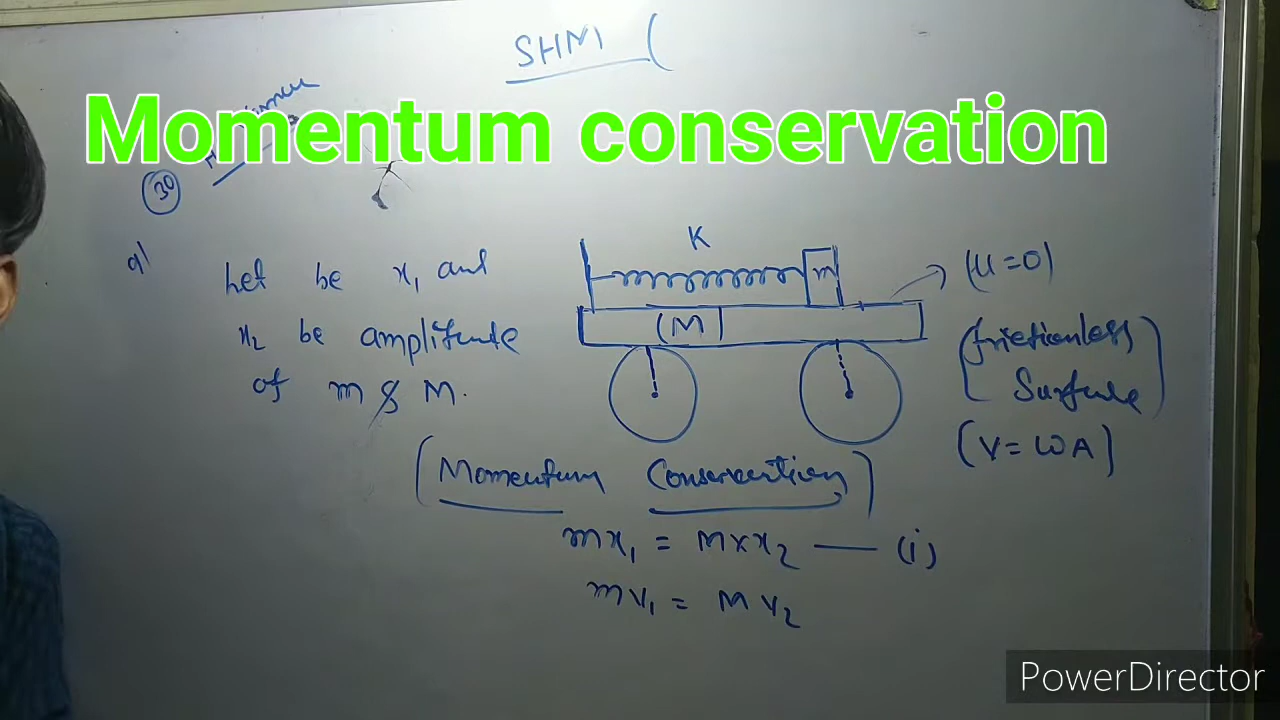 SHM (
Momentum conservation
30
a)
Let be x₁ and
x₂ be amplitude
of m & M.
K
m
(M)
(μ=0)
(frictionless
Surface)
(V = ωA)
(Momentum Conservation)
mx₁ = M×x₂ —— (i)
mv₁ = Mv₂
PowerDirector